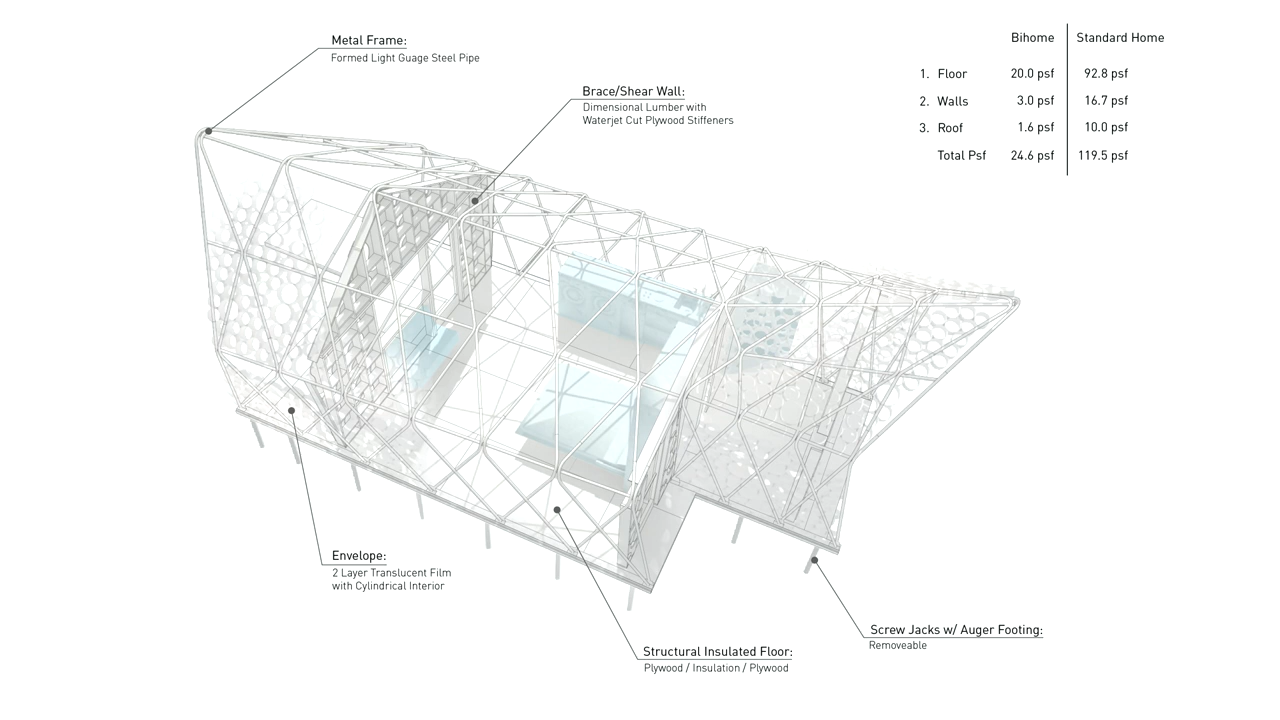 Metal Frame:
Formed Light Guage Steel Pipe
Brace/Shear Wall:
Dimensional Lumber with
Waterjet Cut Plywood Stiffeners
Bihome Standard Home
1. Floor 20.0 psf 92.8 psf
2. Walls 3.0 psf 16.7 psf
3. Roof 1.6 psf 10.0 psf
Total Psf 24.6 psf 119.5 psf
Envelope:
2 Layer Translucent Film
with Cylindrical Interior
Structural Insulated Floor:
Plywood / Insulation / Plywood
Screw Jacks w/ Auger Footing:
Removeable